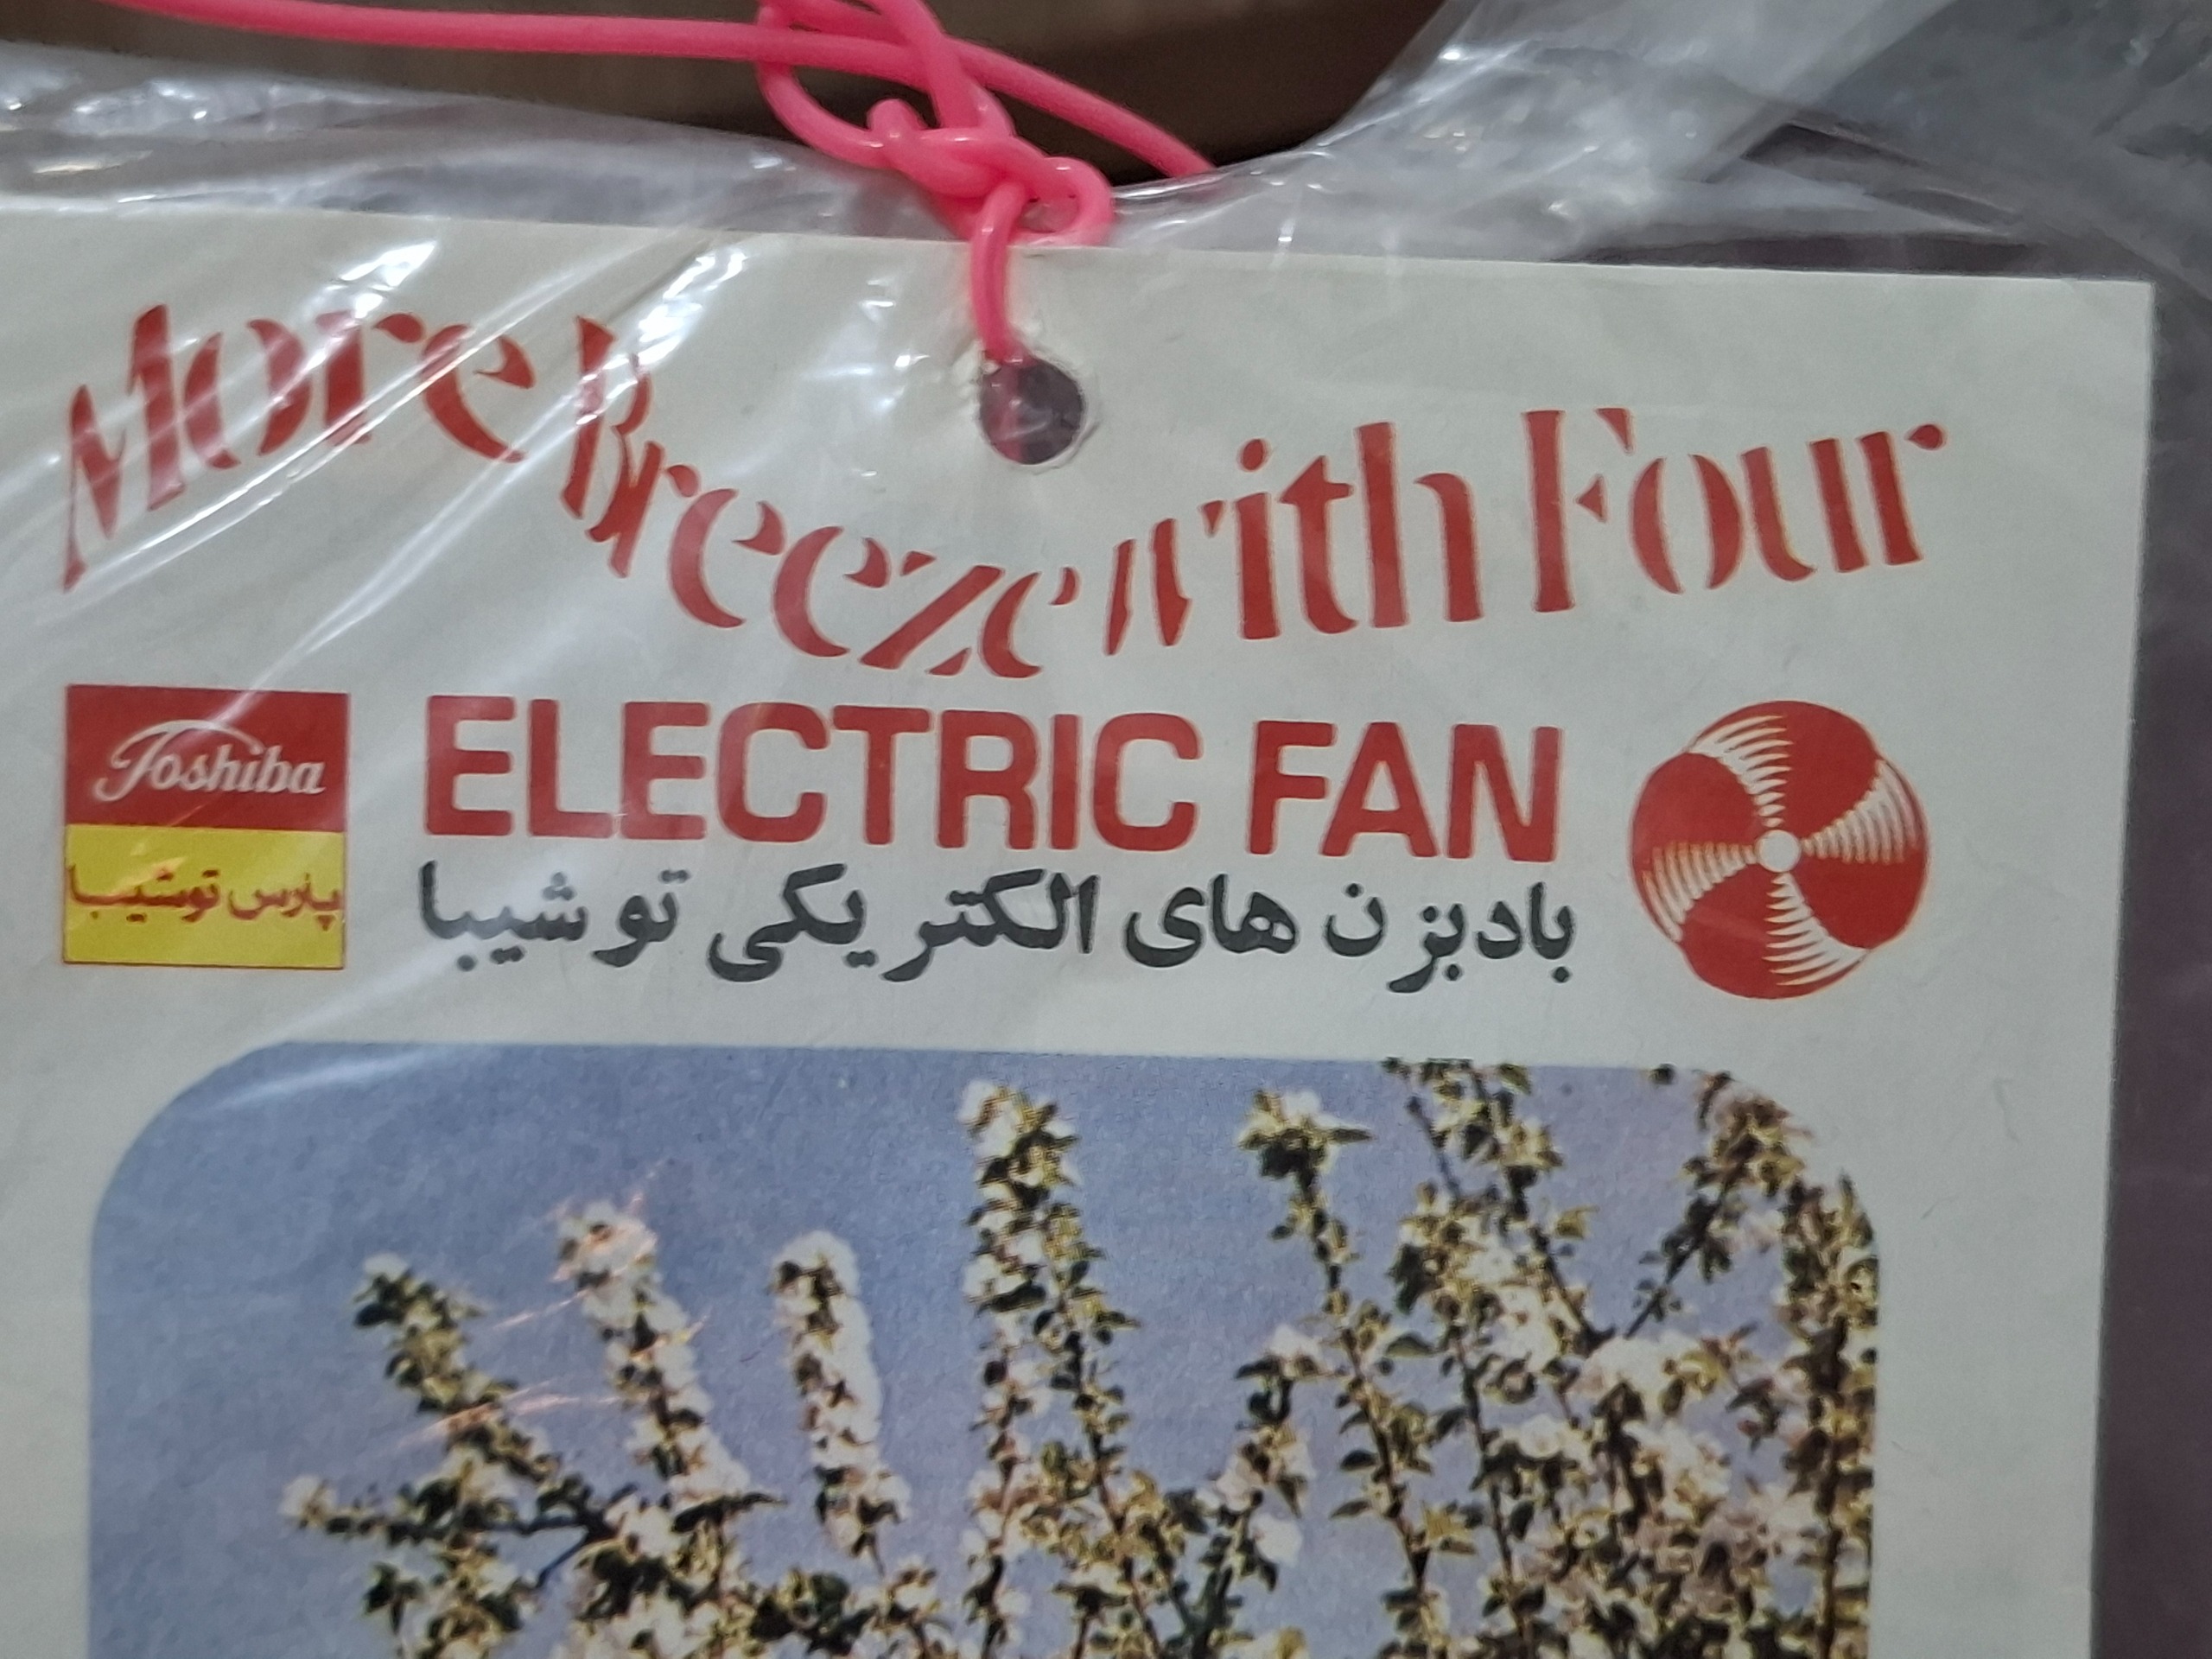 More Breeze with Four
Toshiba
پارس توشیبا
ELECTRIC FAN
بادبزن های الکتریکی توشیبا